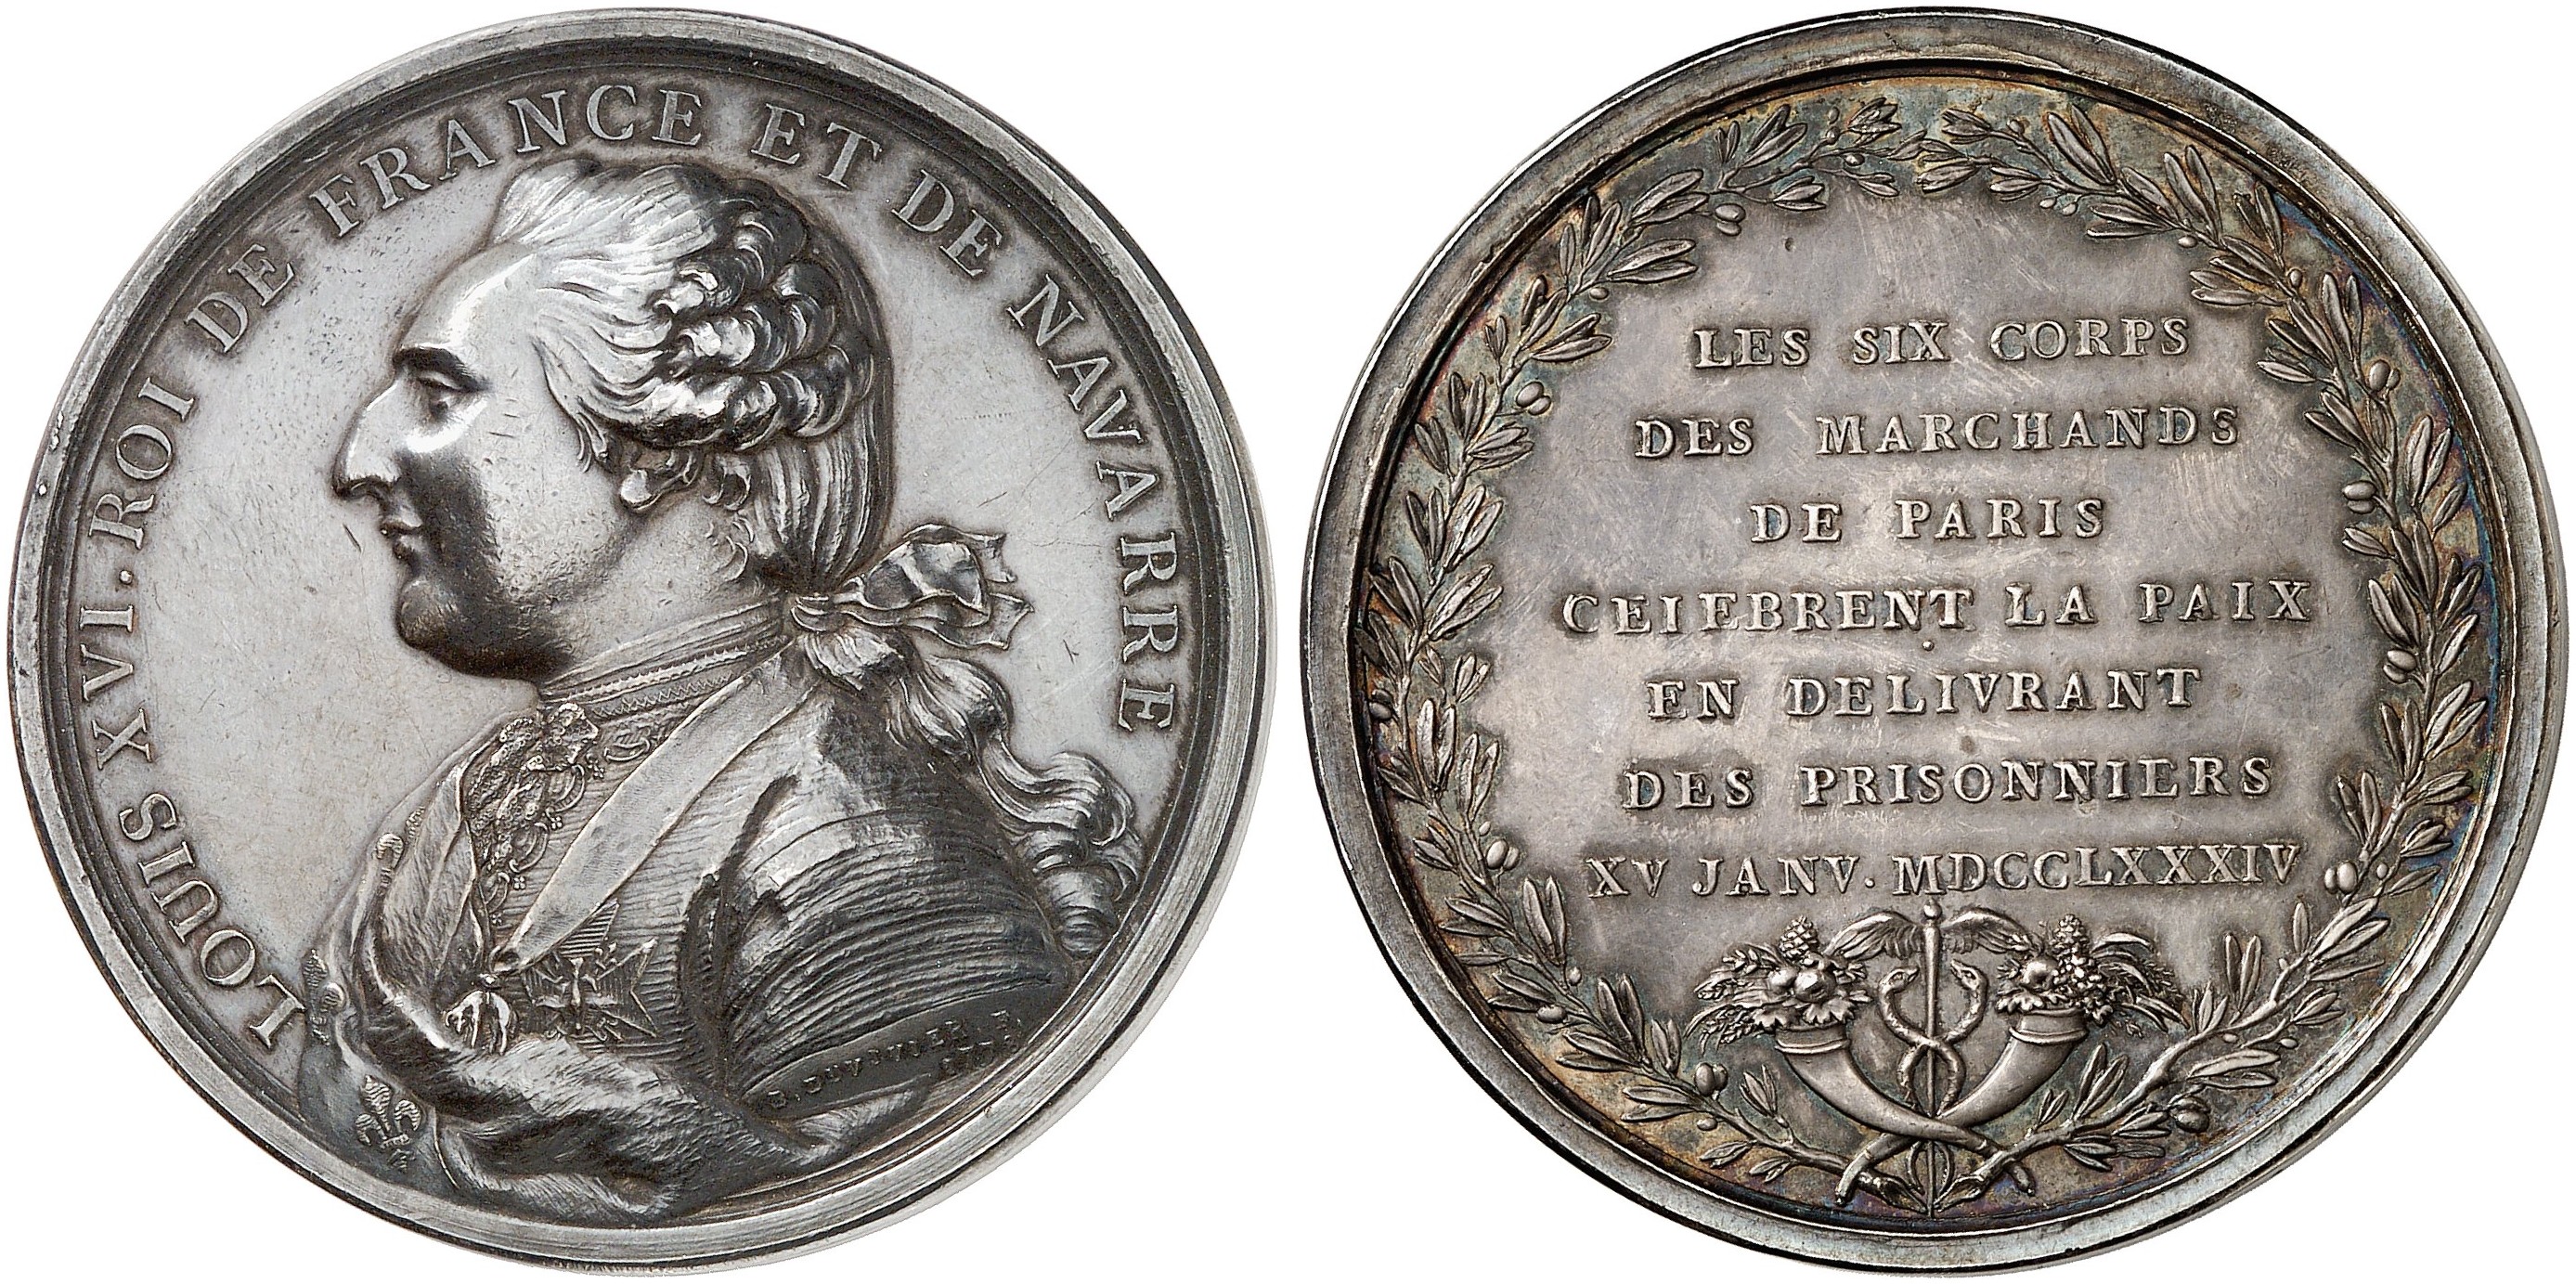 LOUIS XVI. ROI DE FRANCE ET DE NAVARRE
B. DUVIVIER. F.
LES SIX CORPS
DES MARCHANDS
DE PARIS
CEIEBRENT LA PAIX
EN DELIVRANT
DES PRISONNIERS
XV JANV. MDCCLXXXIV